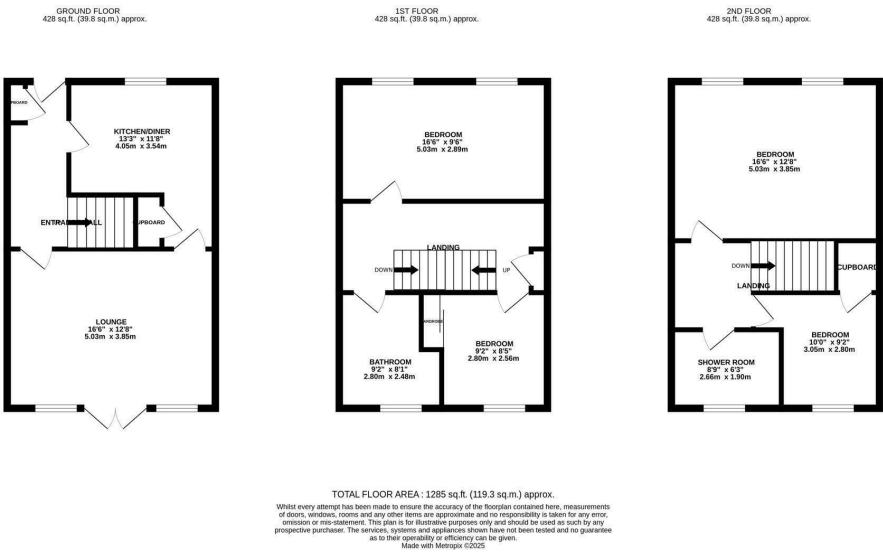 GROUND FLOOR
428 sq.ft. (39.8 sq.m.) approx.
KITCHEN/DINER
13'3" x 11'8"
4.05m x 3.54m
CUPBOARD
LOUNGE
16'6" x 12'8"
5.03m x 3.85m
1ST FLOOR
428 sq.ft. (39.8 sq.m.) approx.
BEDROOM
16'6" x 9'6"
5.03m x 2.89m
LANDING
DOWN
UP
BATHROOM
9'2" x 8'1"
2.80m x 2.48m
BEDROOM
9'2" x 8'5"
2.80m x 2.56m
2ND FLOOR
428 sq.ft. (39.8 sq.m.) approx.
BEDROOM
16'6" x 12'8"
5.03m x 3.85m
DOWN
LANDING
CUPBOARD
SHOWER ROOM
8'9" x 6'3"
2.66m x 1.90m
BEDROOM
10'0" x 9'2"
3.05m x 2.80m
TOTAL FLOOR AREA : 1285 sq.ft. (119.3 sq.m.) approx.
Whilst every attempt has been made to ensure the accuracy of the floorplan contained here, measurements
of doors, windows, rooms and any other items are approximate and no responsibility is taken for any error,
omission or mis-statement. This plan is for illustrative purposes only and should be used as such by any
prospective purchaser. The services, systems and appliances shown have not been tested and no guarantee
as to their operability or efficiency can be given.
Made with Metropix ©2025